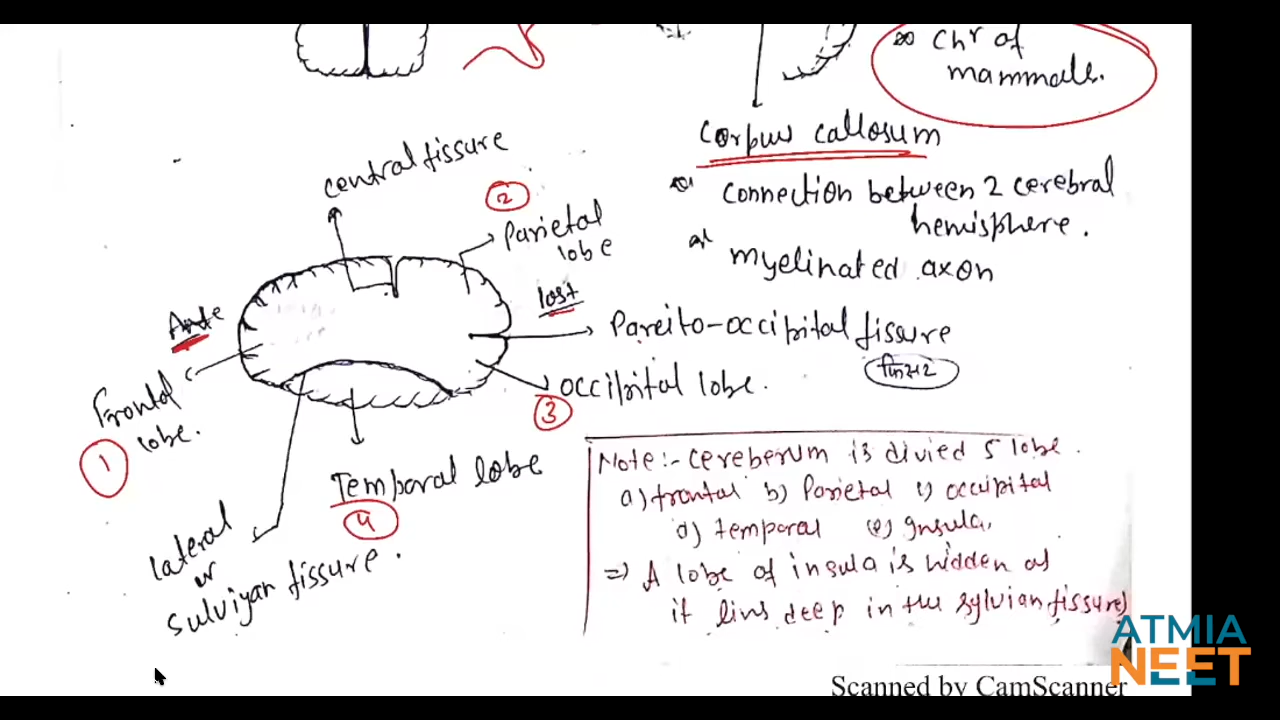 Chr of
mammals.
Corpus callosum
connection between 2 cerebral
hemisphere.
myelinated axon
central fissure
2
Parietal
lobe
Ante
Post
Pareito-occipital fissure
occipital lobe.
3
Frontal
lobe.
1
Temporal lobe
4
lateral
or
sulviyan fissure.
Note:- cereberum is divied 5 lobe.
a) frontal b) Parietal c) occipital
d) temporal (e) Insula,
=> A lobe of insula is hidden as
it lins deep in the sylvian fissures
ATMIA
NEET
Scanned by CamScanner